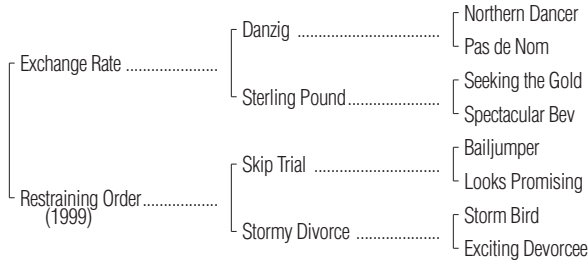 Northern Dancer
Danzig ......................................
Pas de Nom
Exchange Rate ........................
Seeking the Gold
Sterling Pound........................
Spectacular Bev
Bailjumper
Skip Trial ..................................
Looks Promising
Restraining Order....................
(1999)
Storm Bird
Stormy Divorce ......................
Exciting Devorcee